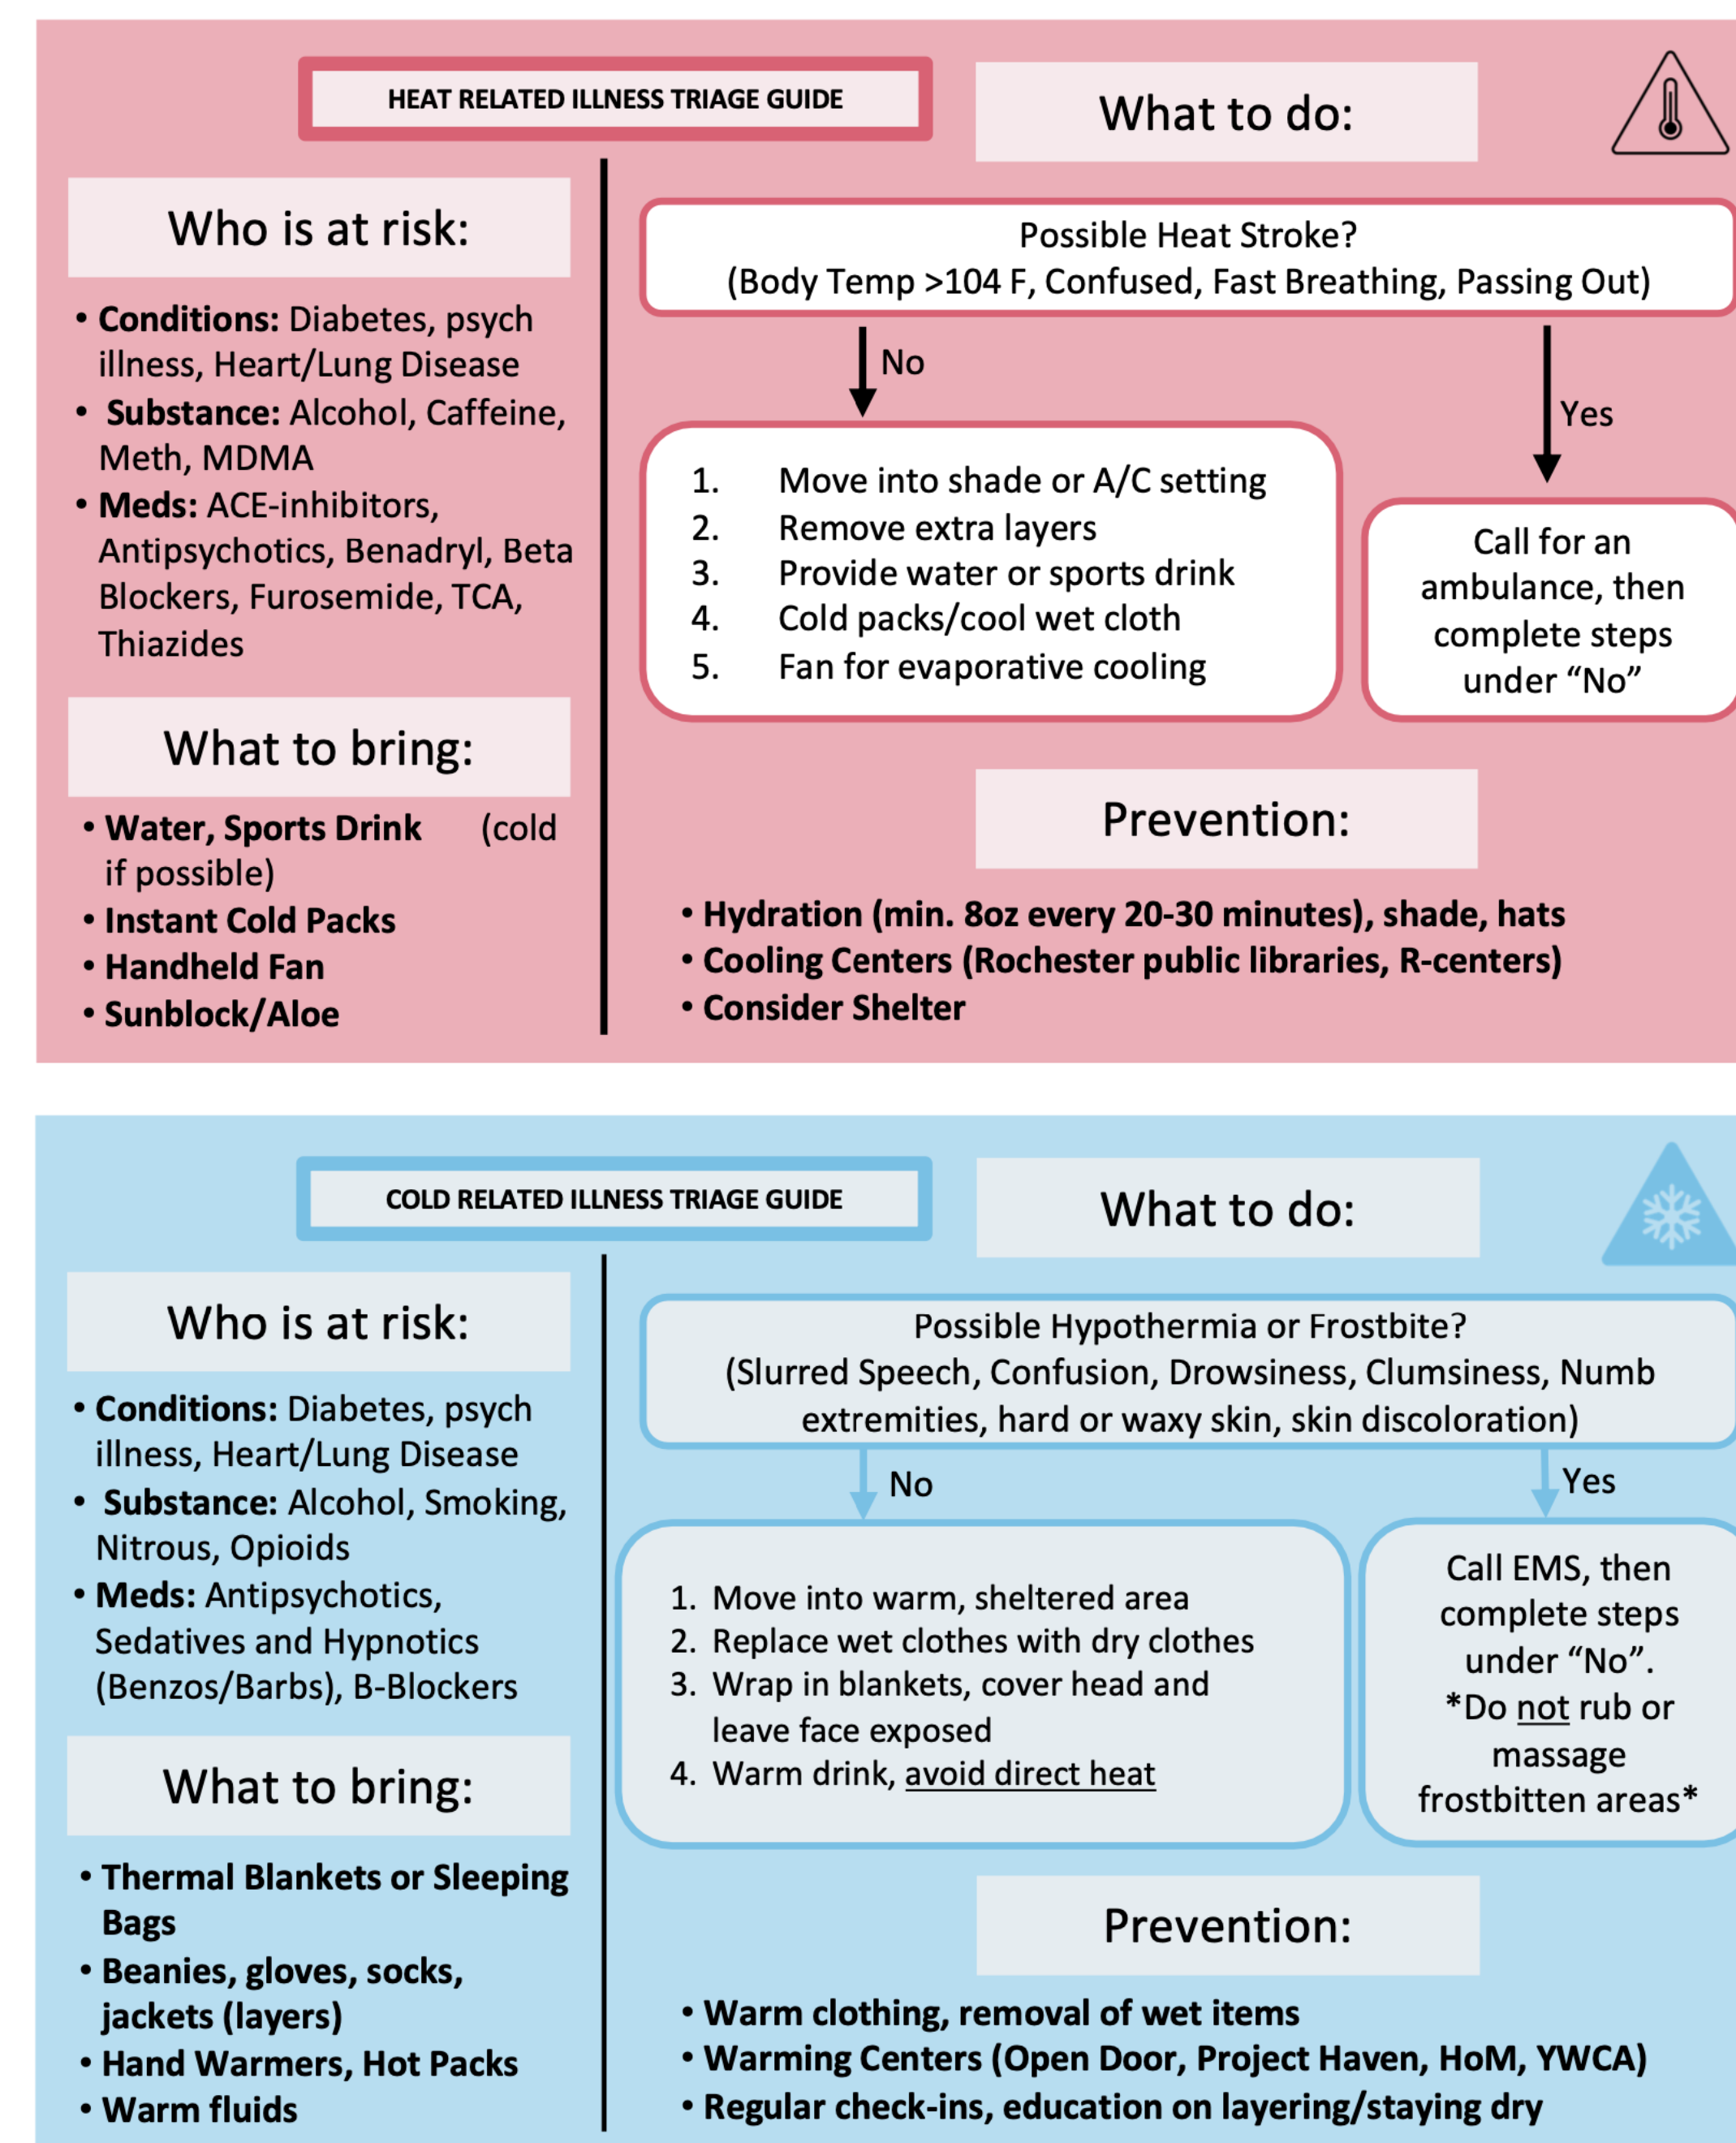 HEAT RELATED ILLNESS TRIAGE GUIDE
Who is at risk:
• Conditions: Diabetes, psych
illness, Heart/Lung Disease
• Substance: Alcohol, Caffeine,
Meth, MDMA
• Meds: ACE-inhibitors,
Antipsychotics, Benadryl, Beta
Blockers, Furosemide, TCA,
Thiazides
What to bring:
• Water, Sports Drink (cold
if possible)
• Instant Cold Packs
• Handheld Fan
• Sunblock/Aloe
What to do:
Possible Heat Stroke?
(Body Temp >104 F, Confused, Fast Breathing, Passing Out)
No
1. Move into shade or A/C setting
2. Remove extra layers
3. Provide water or sports drink
4. Cold packs/cool wet cloth
5. Fan for evaporative cooling
Yes
Call for an
ambulance, then
complete steps
under “No”
Prevention:
• Hydration (min. 8oz every 20-30 minutes), shade, hats
• Cooling Centers (Rochester public libraries, R-centers)
• Consider Shelter
COLD RELATED ILLNESS TRIAGE GUIDE
Who is at risk:
• Conditions: Diabetes, psych
illness, Heart/Lung Disease
• Substance: Alcohol, Smoking,
Nitrous, Opioids
• Meds: Antipsychotics,
Sedatives and Hypnotics
(Benzos/Barbs), B-Blockers
What to bring:
• Thermal Blankets or Sleeping
Bags
• Beanies, gloves, socks,
jackets (layers)
• Hand Warmers, Hot Packs
• Warm fluids
What to do:
Possible Hypothermia or Frostbite?
(Slurred Speech, Confusion, Drowsiness, Clumsiness, Numb
extremities, hard or waxy skin, skin discoloration)
No
1. Move into warm, sheltered area
2. Replace wet clothes with dry clothes
3. Wrap in blankets, cover head and
leave face exposed
4. Warm drink, avoid direct heat
Yes
Call EMS, then
complete steps
under “No”.
*Do not rub or
massage
frostbitten areas*
Prevention:
• Warm clothing, removal of wet items
• Warming Centers (Open Door, Project Haven, HoM, YWCA)
• Regular check-ins, education on layering/staying dry